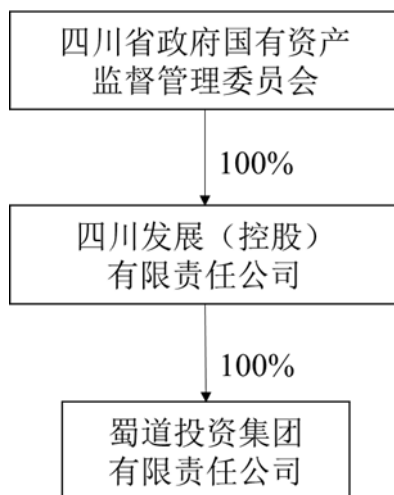 四川省政府国有资产
监督管理委员会
100%
四川发展（控股）
有限责任公司
100%
蜀道投资集团
有限责任公司